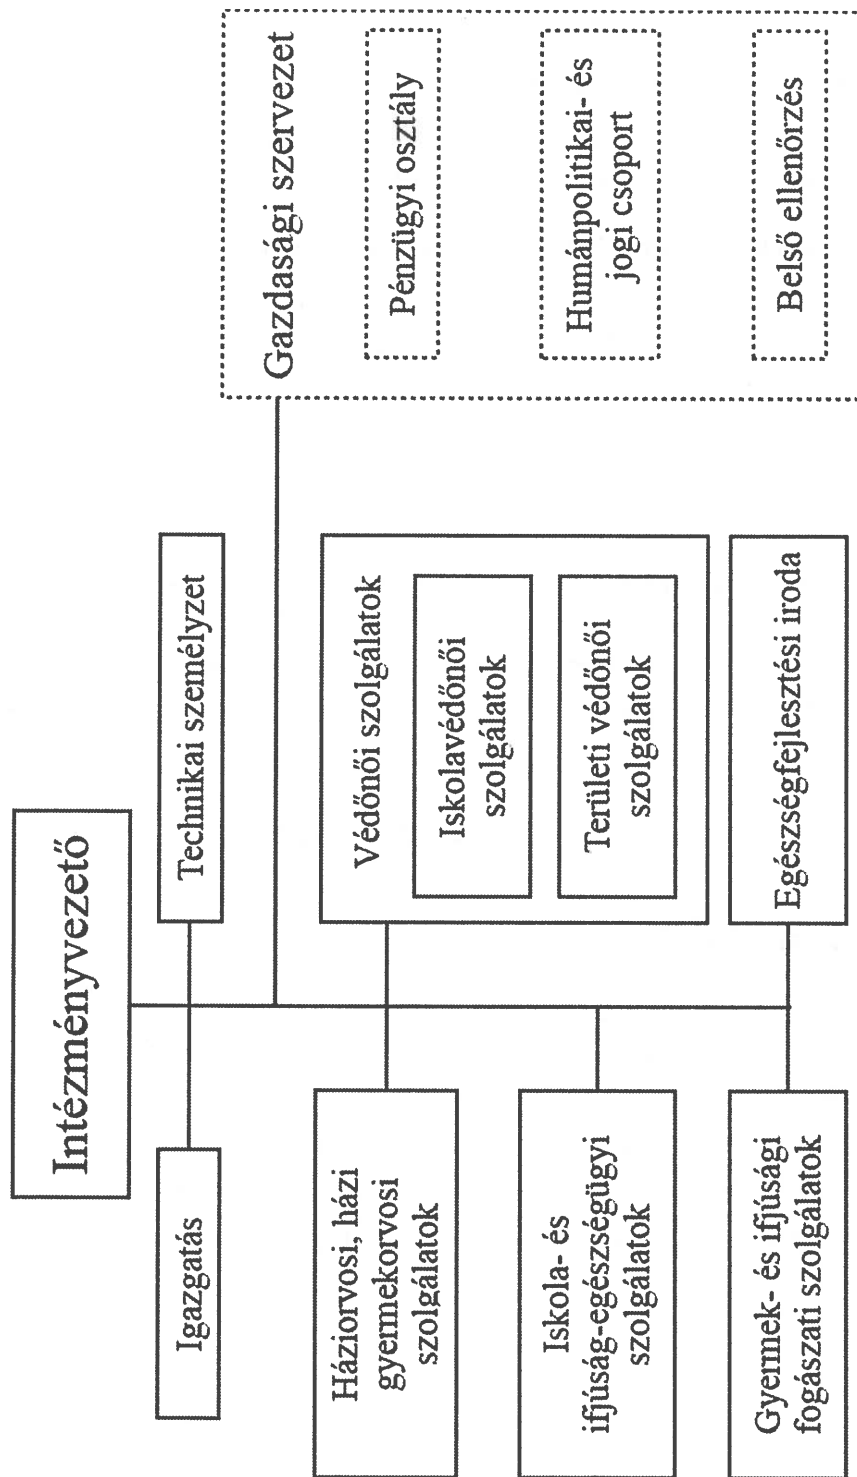 Intézményvezető
Igazgatás
Technikai személyzet
Gazdasági szervezet
Pénzügyi osztály
Humánpolitikai- és
jogi csoport
Belső ellenőrzés
Háziorvosi, házi
gyermekorvosi
szolgálatok
Védőnői szolgálatok
Iskolavédőnői
szolgálatok
Területi védőnői
szolgálatok
Iskola- és
ifjúság-egészségügyi
szolgálatok
Gyermek- és ifjúsági
fogászati szolgálatok
Egészségfejlesztési iroda